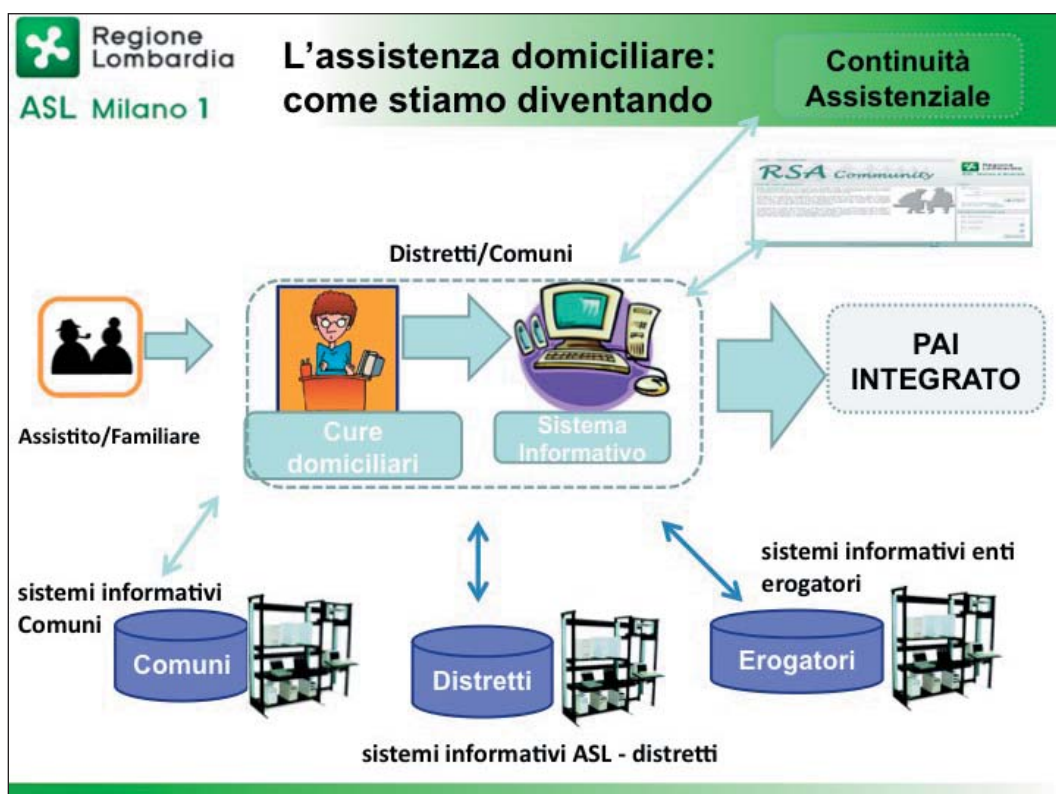 Regione
Lombardia
ASL Milano 1
L'assistenza domiciliare:
come stiamo diventando
Continuità
Assistenziale
RSA Community
Regione
Lombardia
Distretti/Comuni
Assistito/Familiare
Cure
domiciliari
Sistema
Informativo
PAI
INTEGRATO
sistemi informativi
Comuni
Comuni
Distretti
sistemi informativi enti
erogatori
Erogatori
sistemi informativi ASL - distretti